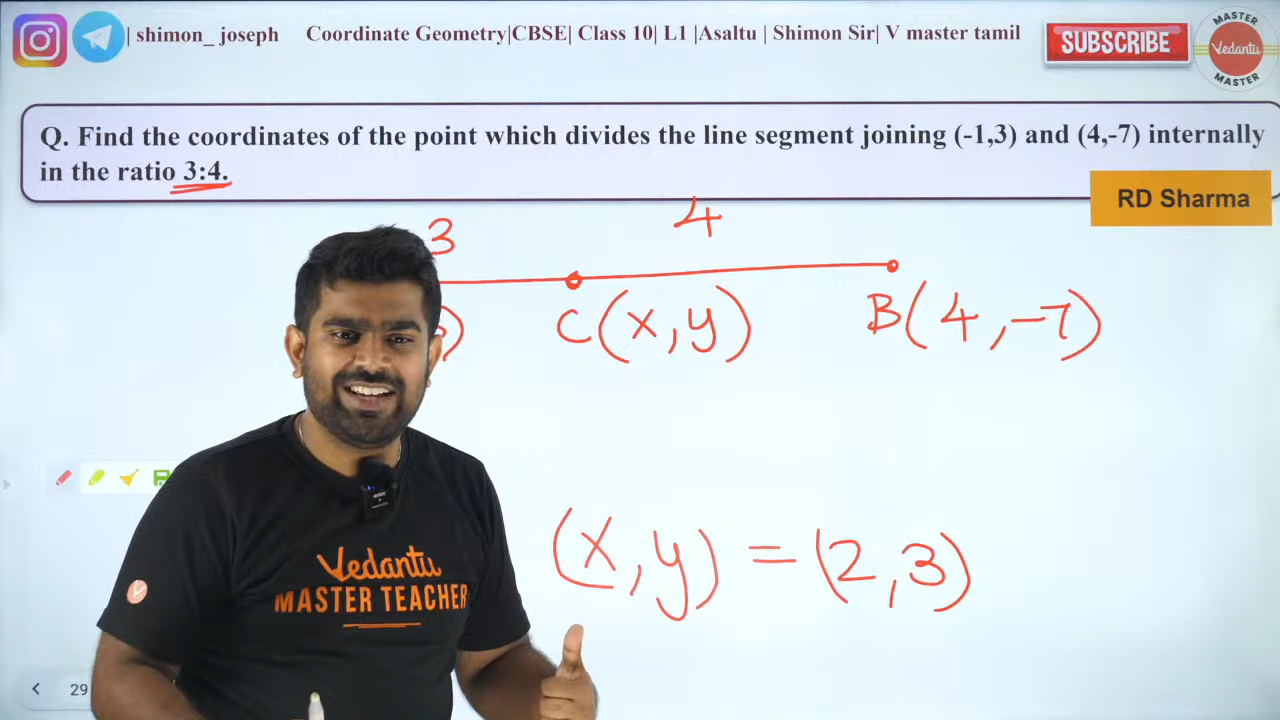 | shimon_ joseph Coordinate Geometry|CBSE| Class 10| L1 |Asaltu | Shimon Sir| V master tamil
SUBSCRIBE
MASTER
Vedantu
MASTER
Q. Find the coordinates of the point which divides the line segment joining (-1,3) and (4,-7) internally
in the ratio 3:4.
RD Sharma
3 4
C(x,y) B(4,-7)
(x,y) = (2,3)
Vedantu
MASTER TEACHER
29